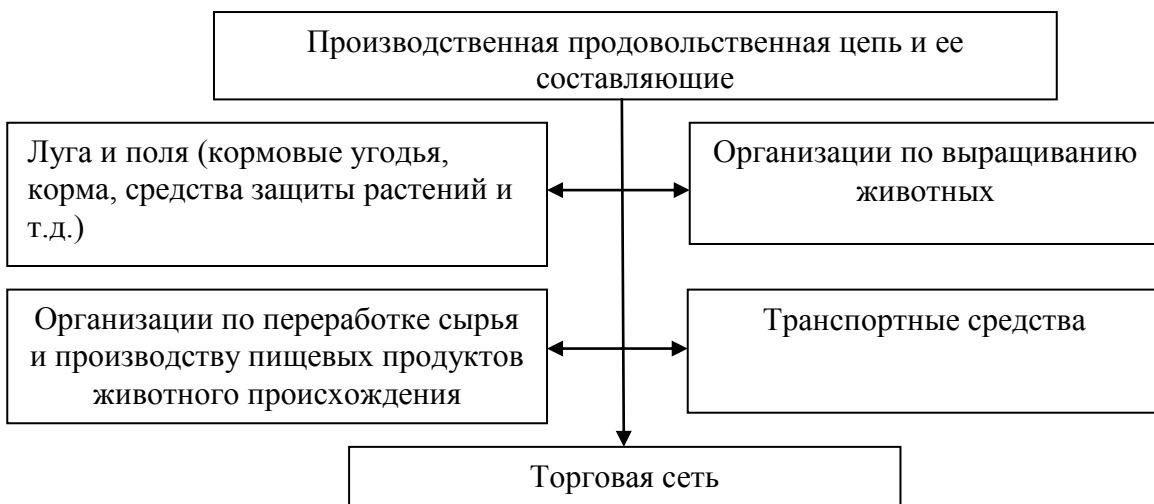 Производственная продовольственная цепь и ее
составляющие
Луга и поля (кормовые угодья,
корма, средства защиты растений и
т.д.)
Организации по выращиванию
животных
Организации по переработке сырья
и производству пищевых продуктов
животного происхождения
Транспортные средства
Торговая сеть